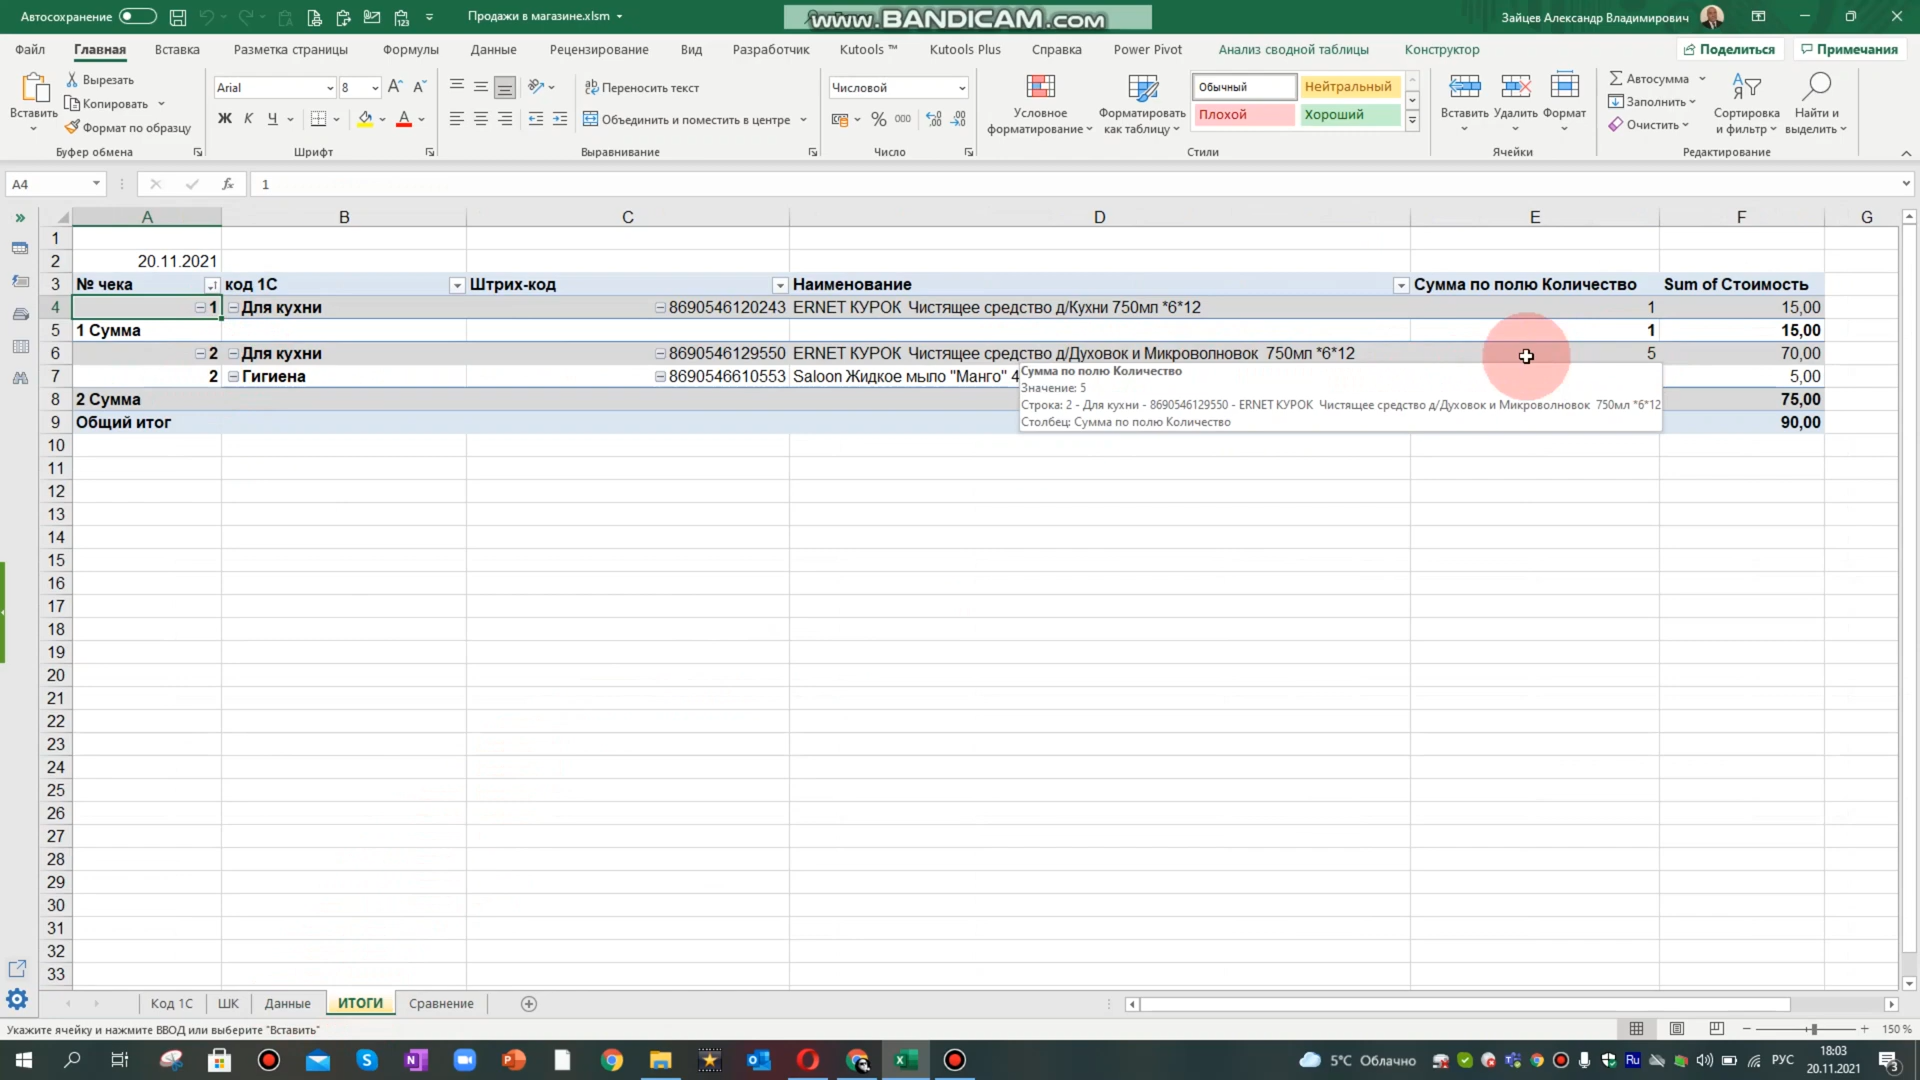 Автосохранение
Продажи в магазине.xlsm
www.BANDICAM.com
Зайцев Александр Владимирович
Файл Главная Вставка Разметка страницы Формулы Данные Рецензирование Вид Разработчик Kutools ™ Kutools Plus Справка Power Pivot Анализ сводной таблицы Конструктор Поделиться Примечания
Вставить
Вырезать
Копировать
Формат по образцу
Буфер обмена
Arial 8
Ж К Ч
Шрифт
Переносить текст
Объединить и поместить в центре
Выравнивание
Числовой
% 000
Число
Условное форматирование
Форматировать как таблицу
Обычный Нейтральный
Плохой Хороший
Стили
Вставить Удалить Формат
Ячейки
Автосумма
Заполнить
Очистить
Сортировка и фильтр
Найти и выделить
Редактирование
A4 fx 1
A B C D E F G
1
2 20.11.2021
3 № чека код 1С Штрих-код Наименование Сумма по полю Количество Sum of Стоимость
4 1 Для кухни 8690546120243 ERNET КУРОК Чистящее средство д/Кухни 750мл *6*12 1 15,00
5 1 Сумма 1 15,00
6 2 Для кухни 8690546129550 ERNET КУРОК Чистящее средство д/Духовок и Микроволновок 750мл *6*12 5 70,00
7 2 Гигиена 8690546610553 Saloon Жидкое мыло "Манго" 4 5,00
8 2 Сумма 75,00
9 Общий итог 90,00
Сумма по полю Количество
Значение: 5
Строка: 2 - Для кухни - 8690546129550 - ERNET КУРОК Чистящее средство д/Духовок и Микроволновок 750мл *6*12
Столбец: Сумма по полю Количество
10
11
12
13
14
15
16
17
18
19
20
21
22
23
24
25
26
27
28
29
30
31
32
33
Код 1С ШК Данные ИТОГИ Сравнение
Укажите ячейку и нажмите ВВОД или выберите "Вставить"
150 %
5°C Облачно
Ru
РУС
18:03
20.11.2021
3